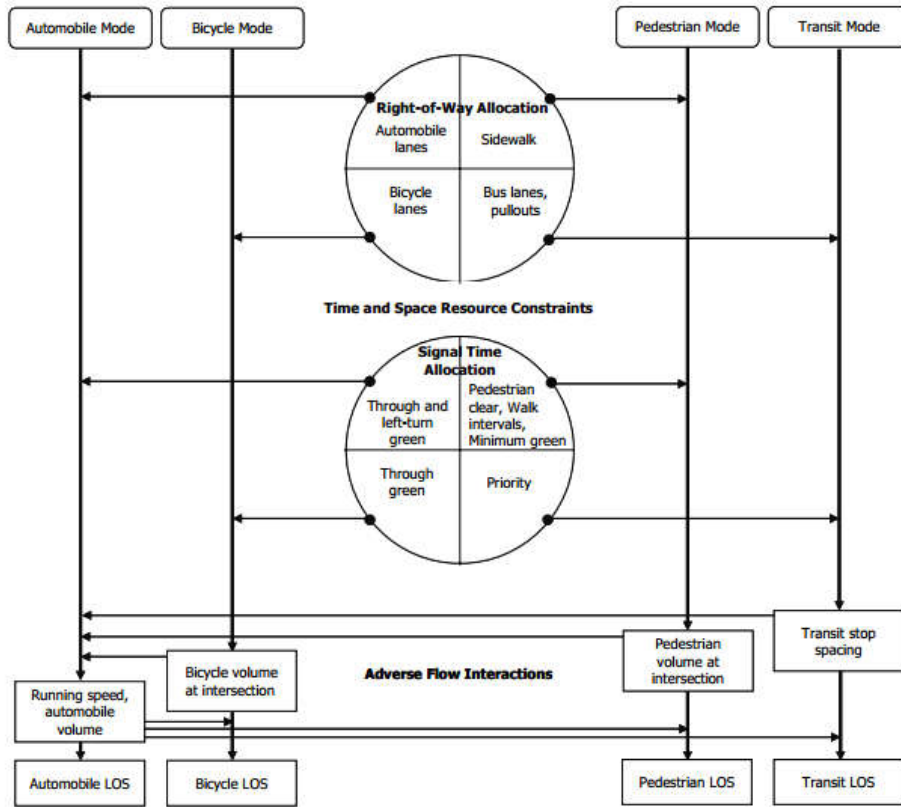 Automobile Mode
Bicycle Mode
Pedestrian Mode
Transit Mode
Right-of-Way Allocation
Automobile
lanes
Sidewalk
Bicycle
lanes
Bus lanes,
pullouts
Time and Space Resource Constraints
Signal Time
Allocation
Through and
left-turn
green
Pedestrian
clear, Walk
intervals,
Minimum green
Through
green
Priority
Transit stop
spacing
Pedestrian
volume at
intersection
Bicycle volume
at intersection
Adverse Flow Interactions
Running speed,
automobile
volume
Automobile LOS
Bicycle LOS
Pedestrian LOS
Transit LOS